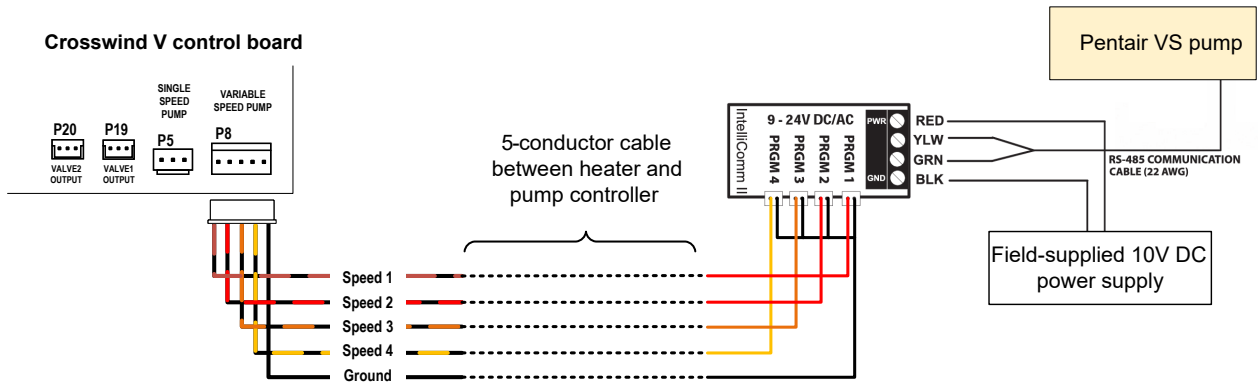 Crosswind V control board
P20
VALVE2
OUTPUT
P19
VALVE1
OUTPUT
SINGLE
SPEED
PUMP
P5
VARIABLE
SPEED PUMP
P8
5-conductor cable
between heater and
pump controller
Speed 1
Speed 2
Speed 3
Speed 4
Ground
IntelliComm II
9 - 24V DC/AC
PRGM 4
PRGM 3
PRGM 2
PRGM 1
PWR
GND
RED
YLW
GRN
BLK
Pentair VS pump
RS-485 COMMUNICATION
CABLE (22 AWG)
Field-supplied 10V DC
power supply